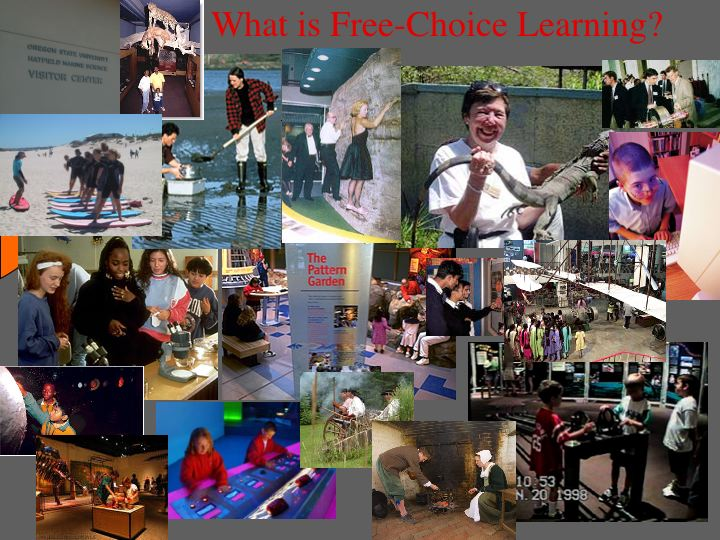 What is Free-Choice Learning?
OREGON STATE UNIVERSITY
HATFIELD MARINE SCIENCE
VISITOR CENTER
The
Pattern
Garden
10:53
N. 20 1998